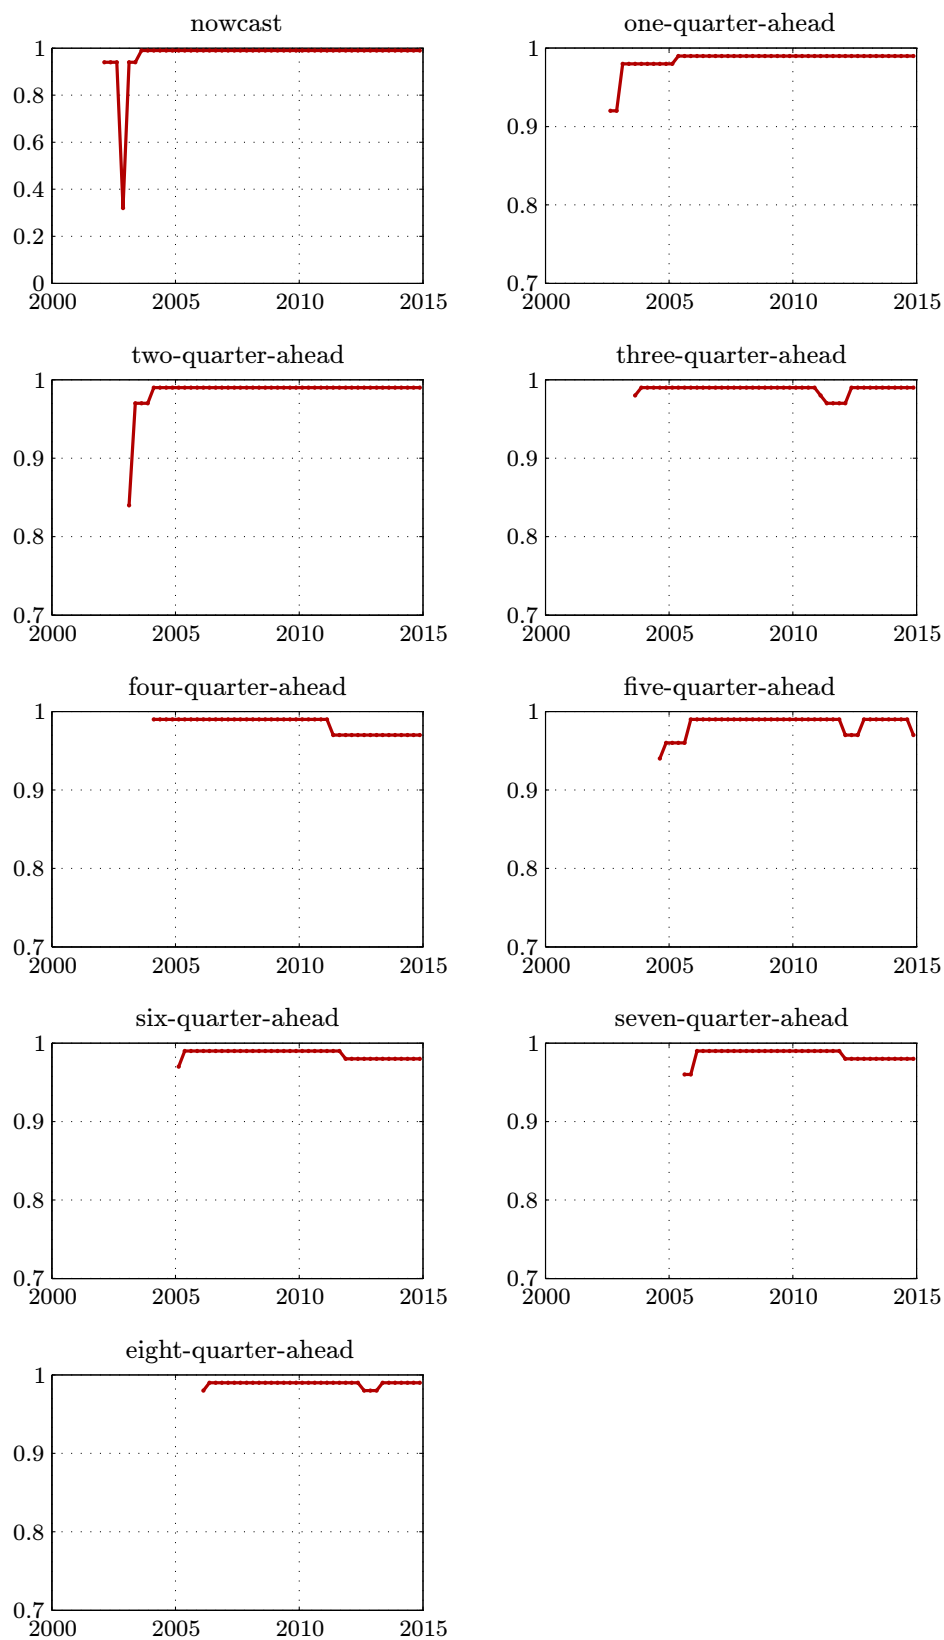 nowcast
1
0.8
0.6
0.4
0.2
0
2000 2005 2010 2015
one-quarter-ahead
1
0.9
0.8
0.7
2000 2005 2010 2015
two-quarter-ahead
1
0.9
0.8
0.7
2000 2005 2010 2015
three-quarter-ahead
1
0.9
0.8
0.7
2000 2005 2010 2015
four-quarter-ahead
1
0.9
0.8
0.7
2000 2005 2010 2015
five-quarter-ahead
1
0.9
0.8
0.7
2000 2005 2010 2015
six-quarter-ahead
1
0.9
0.8
0.7
2000 2005 2010 2015
seven-quarter-ahead
1
0.9
0.8
0.7
2000 2005 2010 2015
eight-quarter-ahead
1
0.9
0.8
0.7
2000 2005 2010 2015